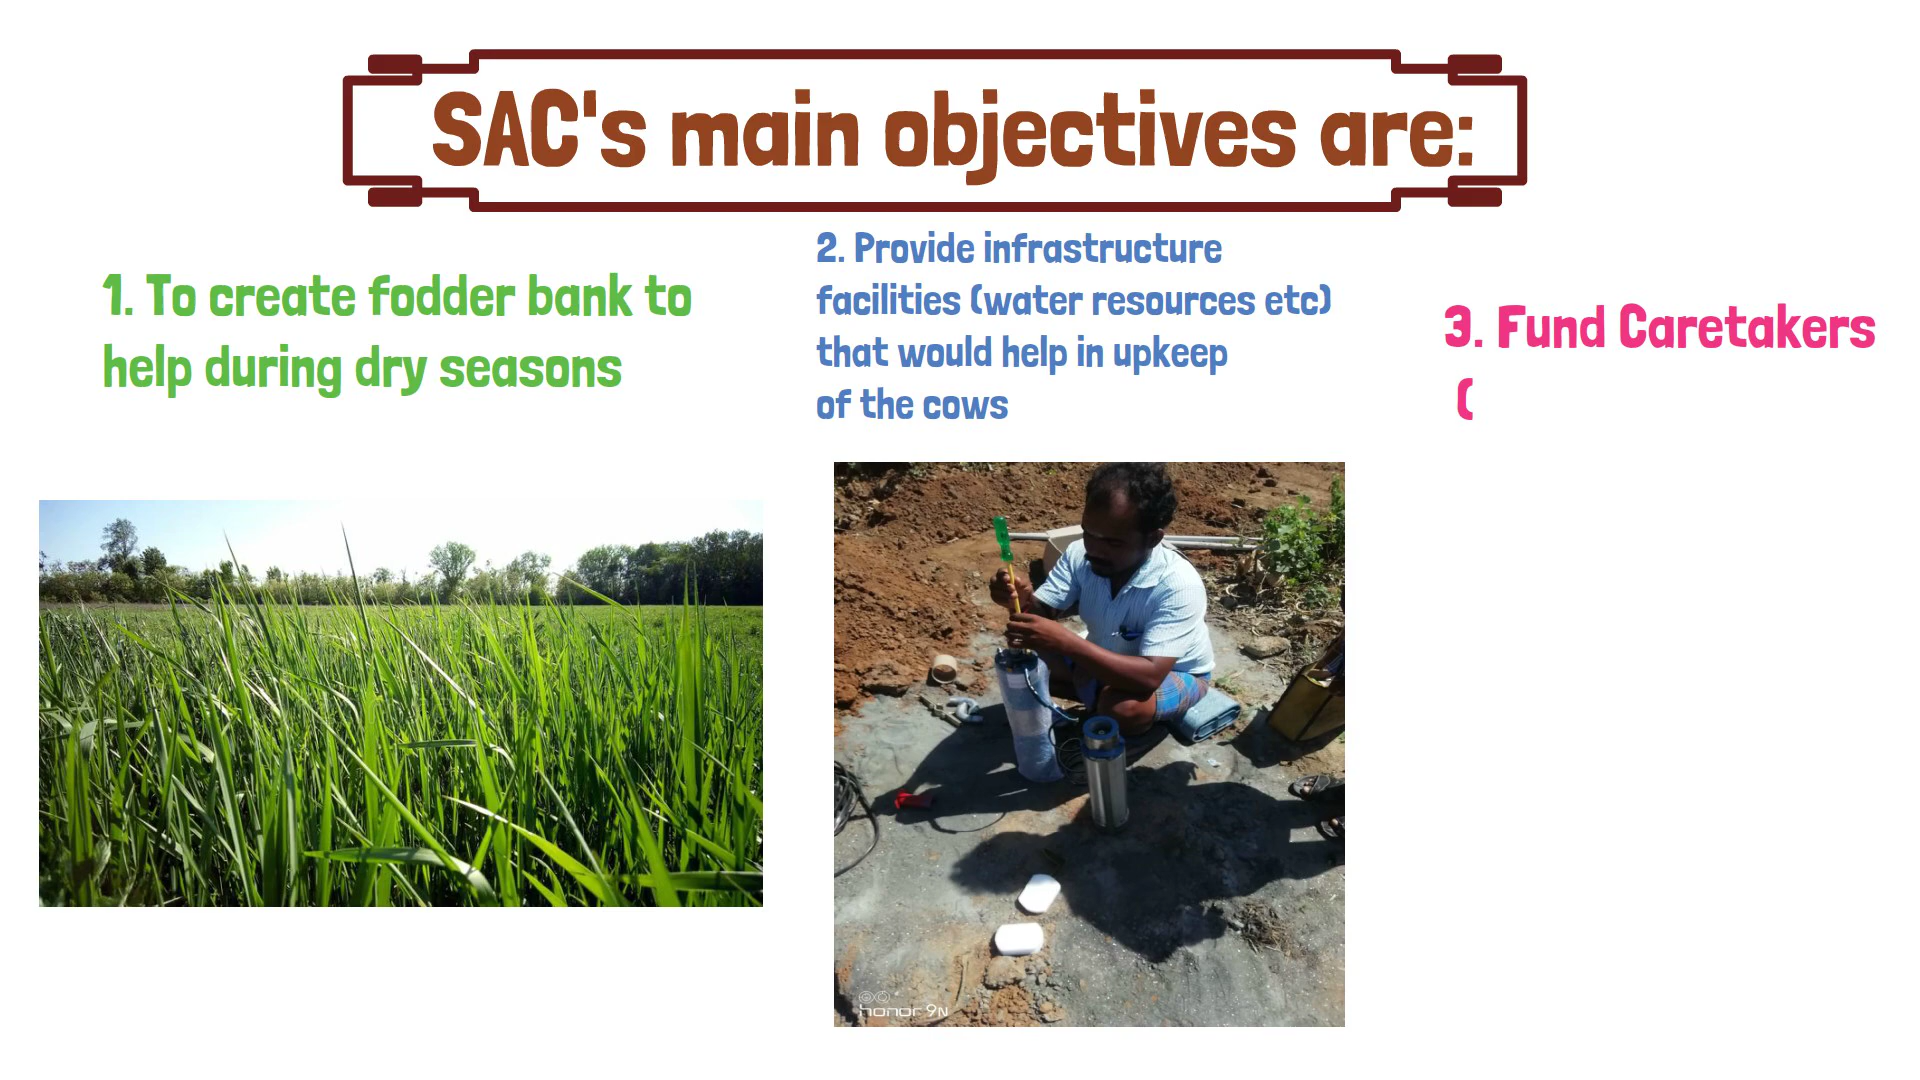 SAC's main objectives are:
1. To create fodder bank to
help during dry seasons
2. Provide infrastructure
facilities (water resources etc)
that would help in upkeep
of the cows
3. Fund Caretakers
(
honor 9N